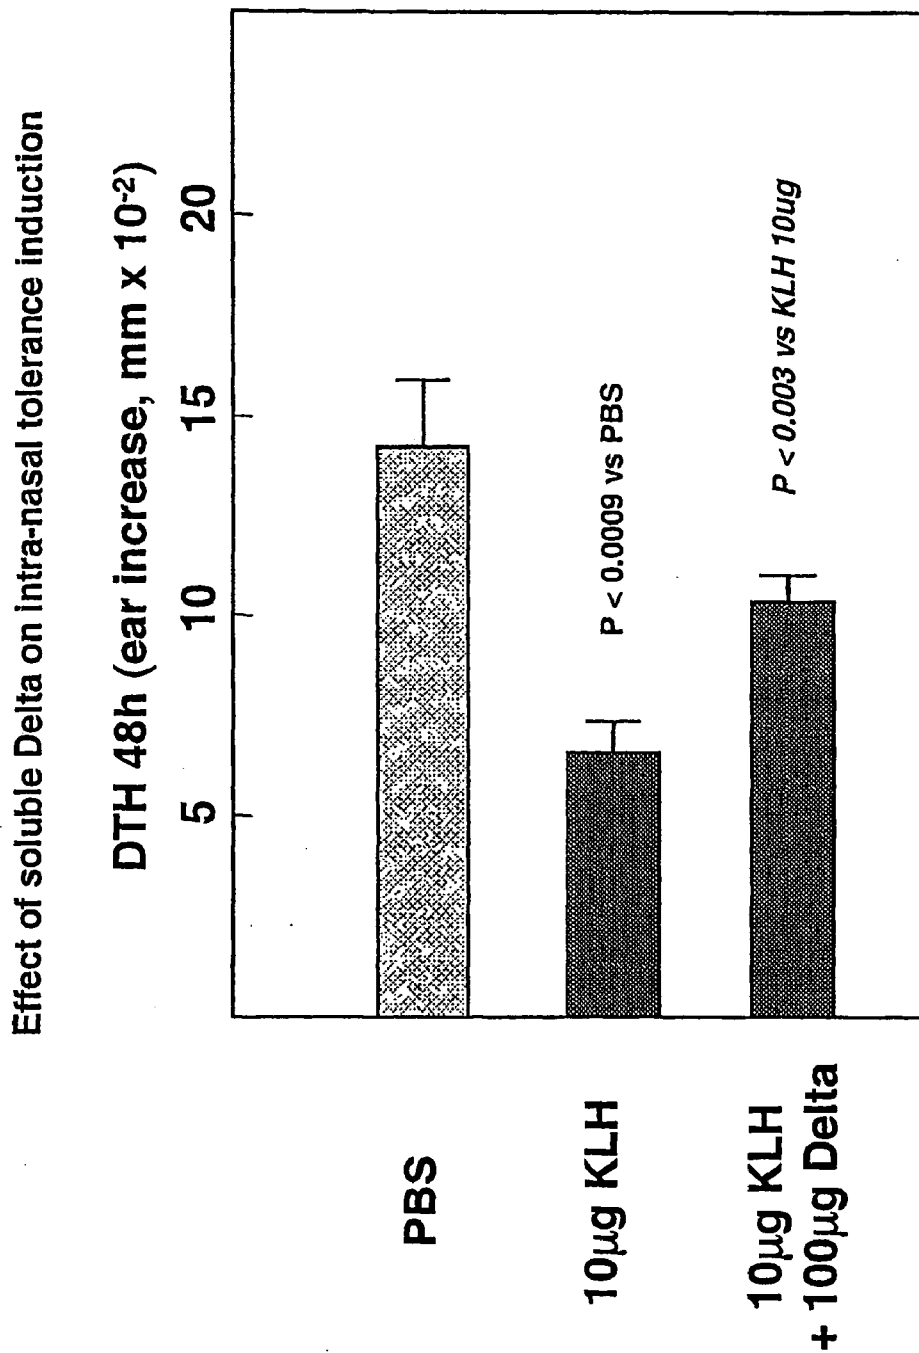 Effect of soluble Delta on intra-nasal tolerance induction
DTH 48h (ear increase, mm x 10-2)
5 10 15 20
PBS
10µg KLH
P < 0.0009 vs PBS
10µg KLH
+ 100µg Delta
P < 0.003 vs KLH 10ug